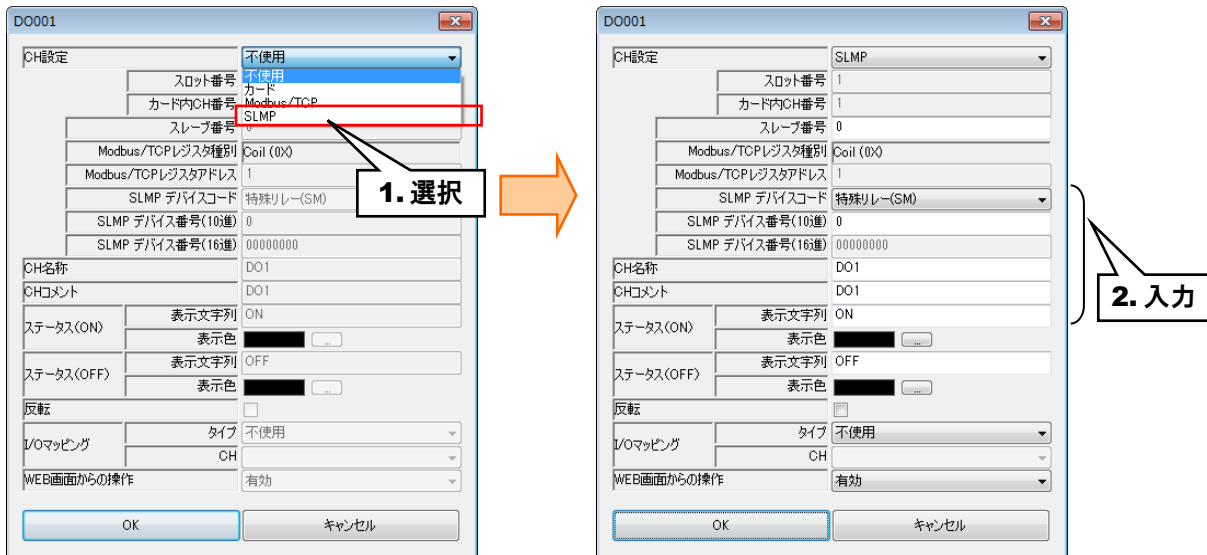 DO001
CH設定 不使用
不使用
カード
Modbus/TCP
SLMP
スロット番号
カード内CH番号
スレーブ番号 0
Modbus/TCPレジスタ種別 Coil (0X)
Modbus/TCPレジスタアドレス 1
SLMP デバイスコード 特殊リレー(SM)
SLMP デバイス番号(10進) 0
SLMP デバイス番号(16進) 00000000
CH名称 DO1
CHコメント DO1
ステータス(ON) 表示文字列 ON
表示色 ...
ステータス(OFF) 表示文字列 OFF
表示色 ...
反転
I/Oマッピング タイプ 不使用
CH
WEB画面からの操作 有効
OK キャンセル
1. 選択
DO001
CH設定 SLMP
スロット番号 1
カード内CH番号 1
スレーブ番号 0
Modbus/TCPレジスタ種別 Coil (0X)
Modbus/TCPレジスタアドレス 1
SLMP デバイスコード 特殊リレー(SM)
SLMP デバイス番号(10進) 0
SLMP デバイス番号(16進) 00000000
CH名称 DO1
CHコメント DO1
ステータス(ON) 表示文字列 ON
表示色 ...
ステータス(OFF) 表示文字列 OFF
表示色 ...
反転
I/Oマッピング タイプ 不使用
CH
WEB画面からの操作 有効
OK キャンセル
2. 入力